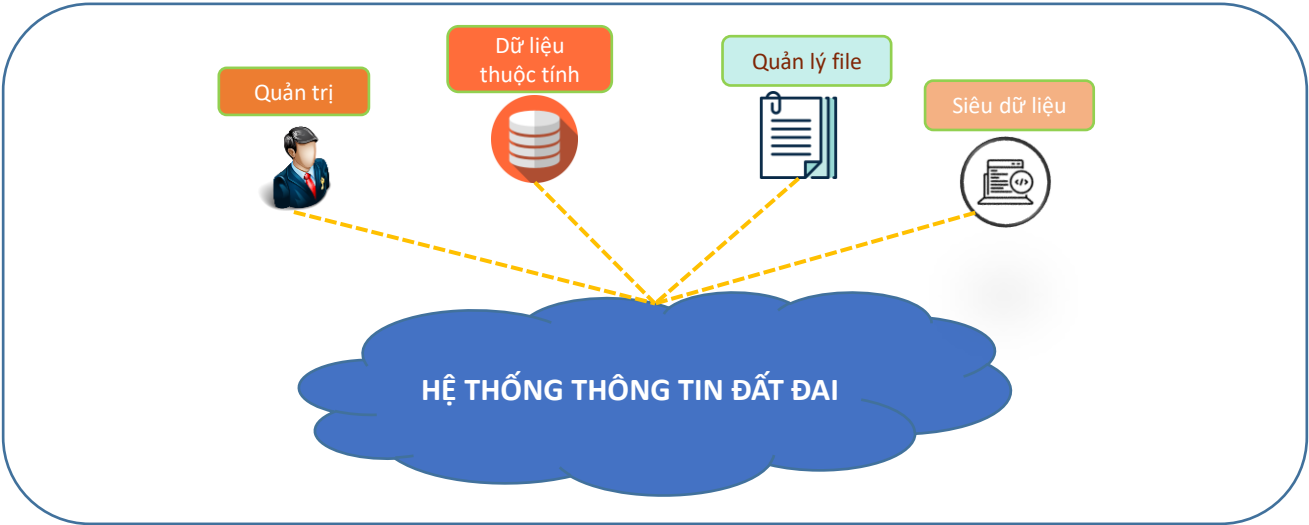 Quản trị
Dữ liệu
thuộc tính
Quản lý file
Siêu dữ liệu
HỆ THỐNG THÔNG TIN ĐẤT ĐAI